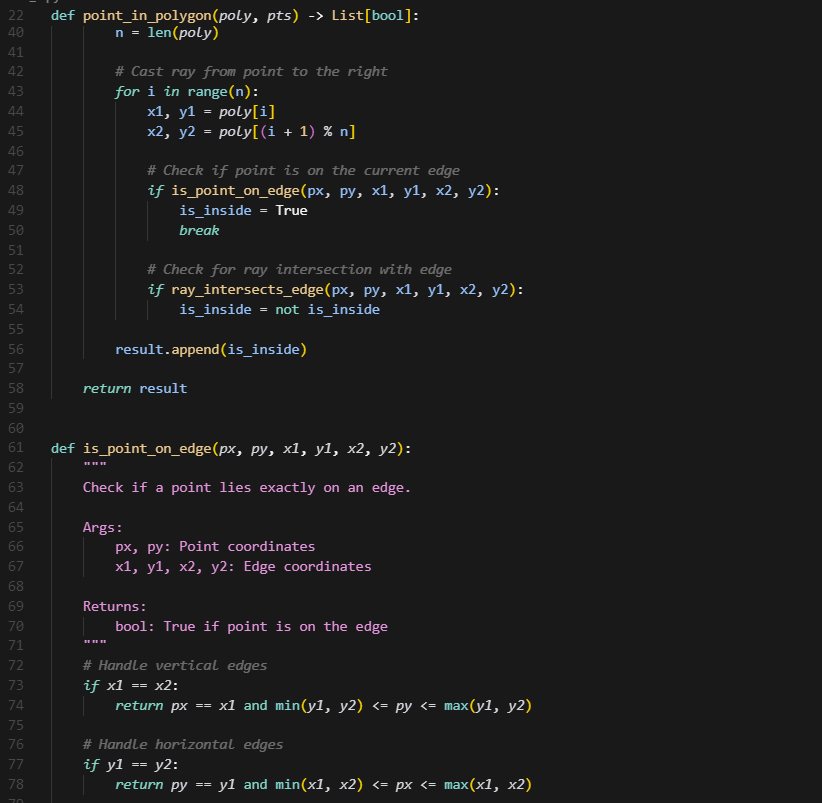 22 def point_in_polygon(poly, pts) -> List[bool]:
40         n = len(poly)
41
42         # Cast ray from point to the right
43         for i in range(n):
44             x1, y1 = poly[i]
45             x2, y2 = poly[(i + 1) % n]
46
47             # Check if point is on the current edge
48             if is_point_on_edge(px, py, x1, y1, x2, y2):
49                 is_inside = True
50                 break
51
52             # Check for ray intersection with edge
53             if ray_intersects_edge(px, py, x1, y1, x2, y2):
54                 is_inside = not is_inside
55
56         result.append(is_inside)
57
58     return result
59
60
61 def is_point_on_edge(px, py, x1, y1, x2, y2):
62     """
63     Check if a point lies exactly on an edge.
64
65     Args:
66         px, py: Point coordinates
67         x1, y1, x2, y2: Edge coordinates
68
69     Returns:
70         bool: True if point is on the edge
71     """
72     # Handle vertical edges
73     if x1 == x2:
74         return px == x1 and min(y1, y2) <= py <= max(y1, y2)
75
76     # Handle horizontal edges
77     if y1 == y2:
78         return py == y1 and min(x1, x2) <= px <= max(x1, x2)